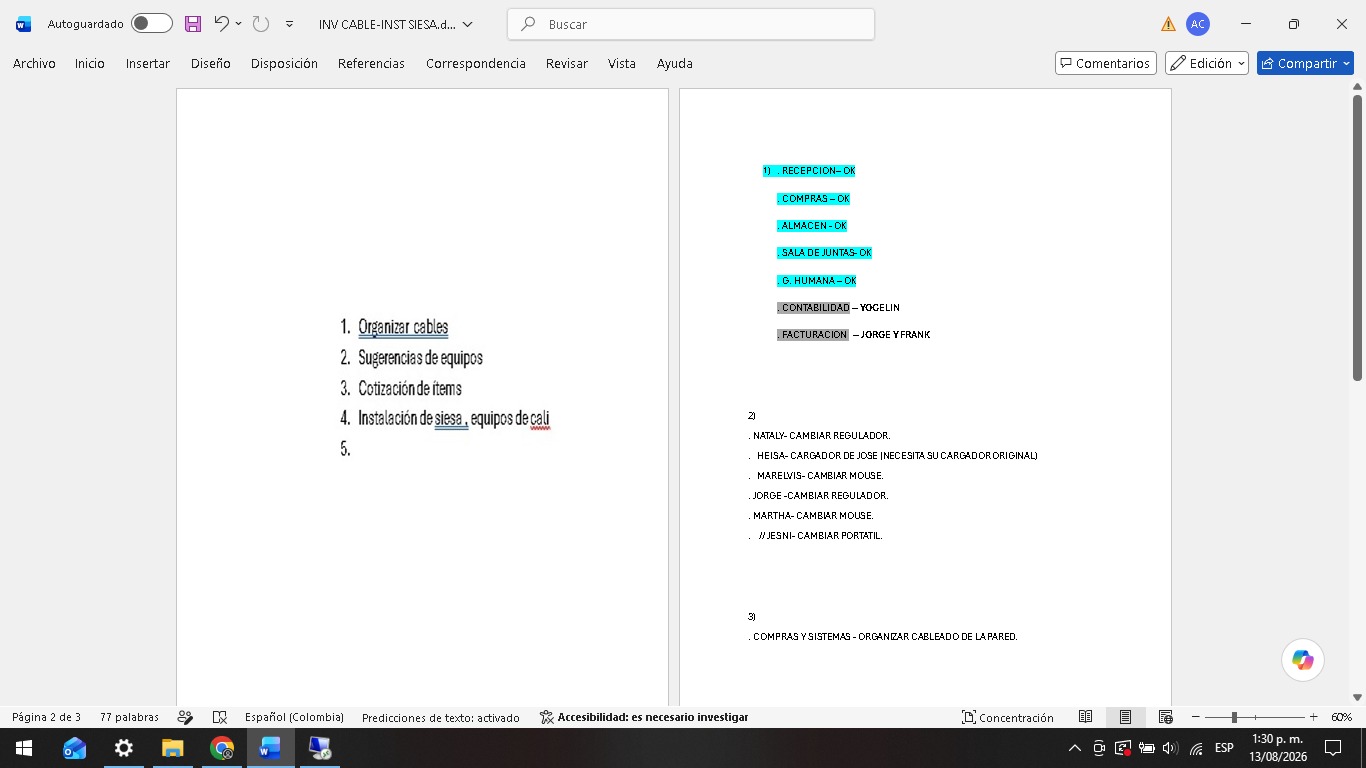 Autoguardado
INV CABLE-INST SIESA.d...
Buscar
AC
Archivo Inicio Insertar Diseño Disposición Referencias Correspondencia Revisar Vista Ayuda
Comentarios Edición Compartir
1. Organizar cables
2. Sugerencias de equipos
3. Cotización de ítems
4. Instalación de siesa , equipos de cali
5.
1) . RECEPCION– OK
. COMPRAS – OK
. ALMACEN - OK
. SALA DE JUNTAS- OK
. G. HUMANA – OK
. CONTABILIDAD – YOGELIN
. FACTURACION – JORGE Y FRANK
2)
. NATALY- CAMBIAR REGULADOR.
. HEISA- CARGADOR DE JOSE (NECESITA SU CARGADOR ORIGINAL)
. MARELVIS- CAMBIAR MOUSE.
. JORGE -CAMBIAR REGULADOR.
. MARTHA- CAMBIAR MOUSE.
. // JESNI- CAMBIAR PORTATIL.
3)
. COMPRAS Y SISTEMAS - ORGANIZAR CABLEADO DE LA PARED.
Página 2 de 3 77 palabras Español (Colombia) Predicciones de texto: activado Accesibilidad: es necesario investigar Concentración 60%
ESP
1:30 p. m.
13/08/2026